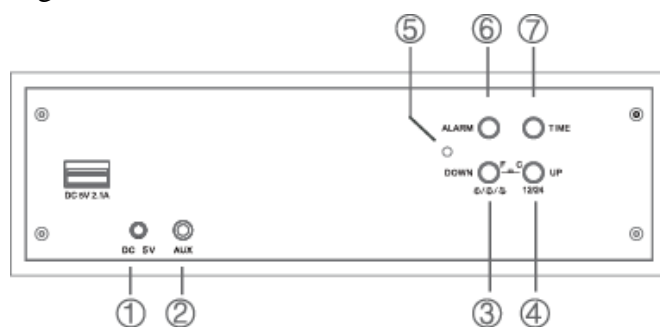 ⑤ ⑥ ⑦
ALARM TIME
DOWN F C UP
12/24
DC 5V 2.1A
DC 5V AUX
① ② ③ ④